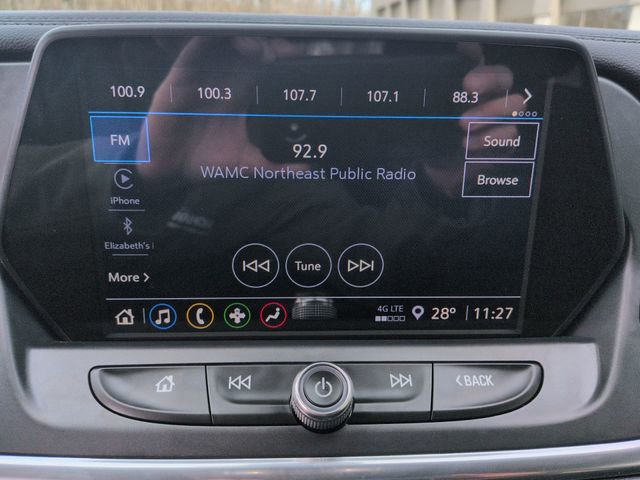 100.9 100.3 107.7 107.1 88.3
FM
92.9
Sound
WAMC Northeast Public Radio
Browse
iPhone
Elizabeth's i
More
Tune
4G LTE
28° 11:27
BACK